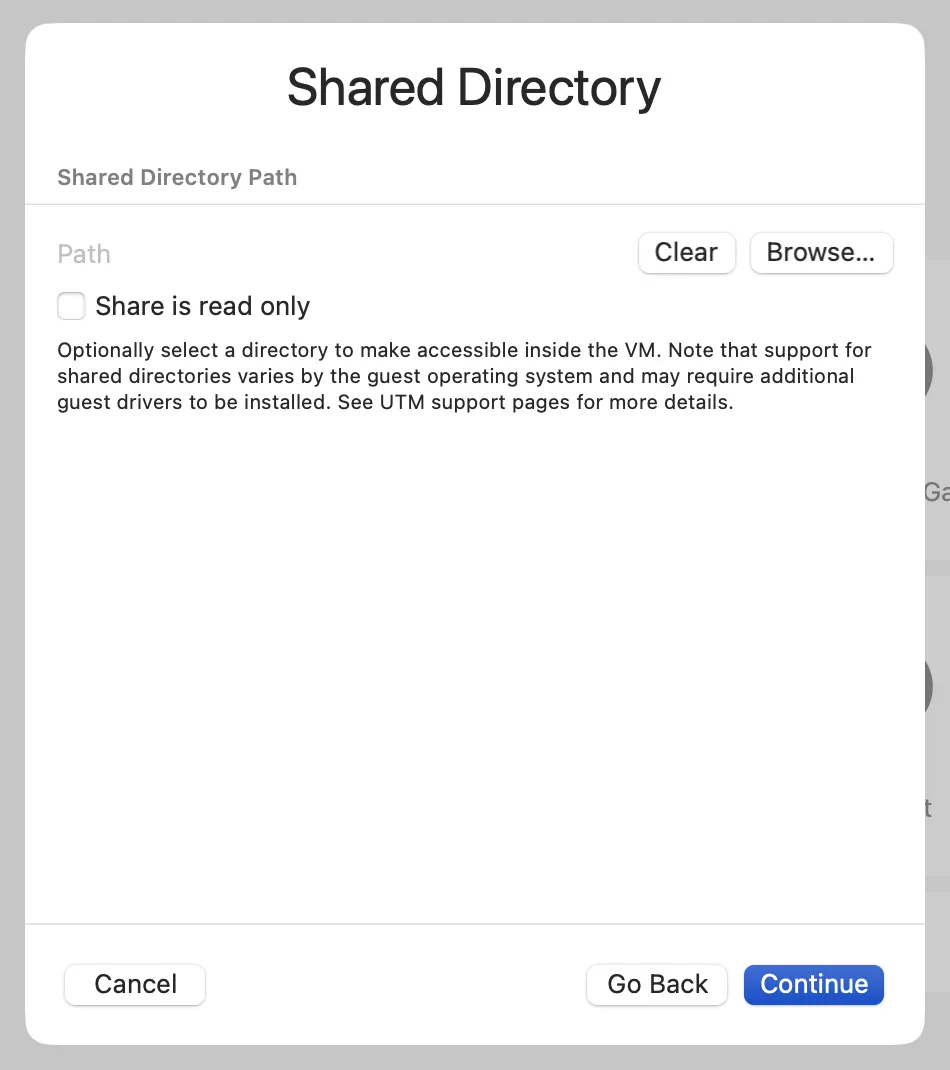 Shared Directory
Shared Directory Path
Path
Clear
Browse...
Share is read only
Optionally select a directory to make accessible inside the VM. Note that support for
shared directories varies by the guest operating system and may require additional
guest drivers to be installed. See UTM support pages for more details.
Cancel
Go Back
Continue